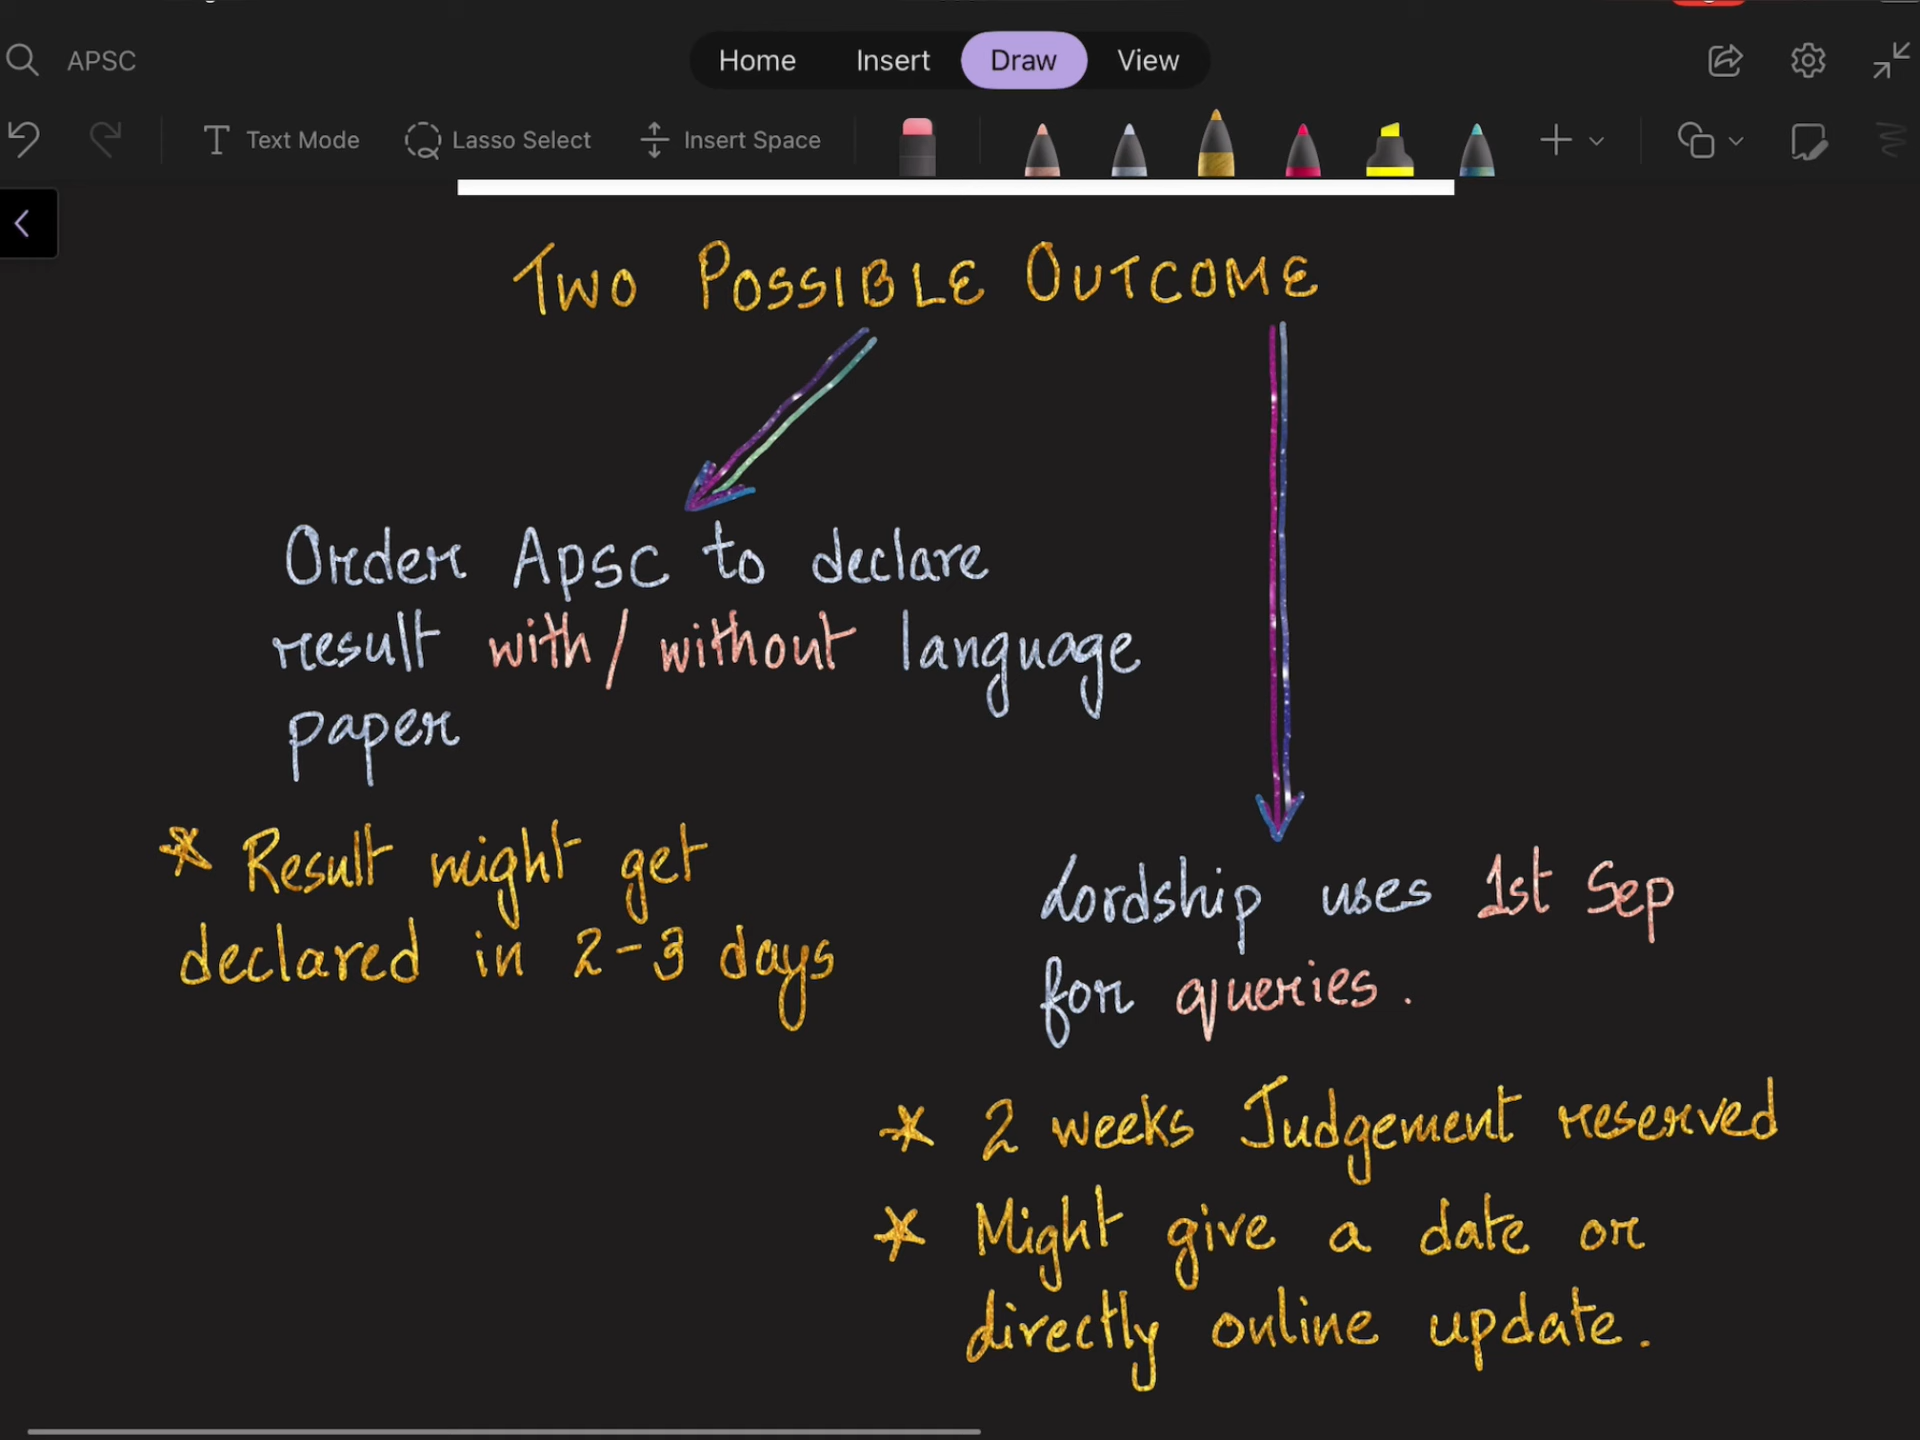 APSC
Home Insert Draw View
Text Mode Lasso Select Insert Space
TWO POSSIBLE OUTCOME
Order Apsc to declare
result with/without language
paper
* Result might get
declared in 2-3 days
Lordship uses 1st Sep
for queries.
* 2 weeks Judgement reserved
* Might give a date or
directly online update.